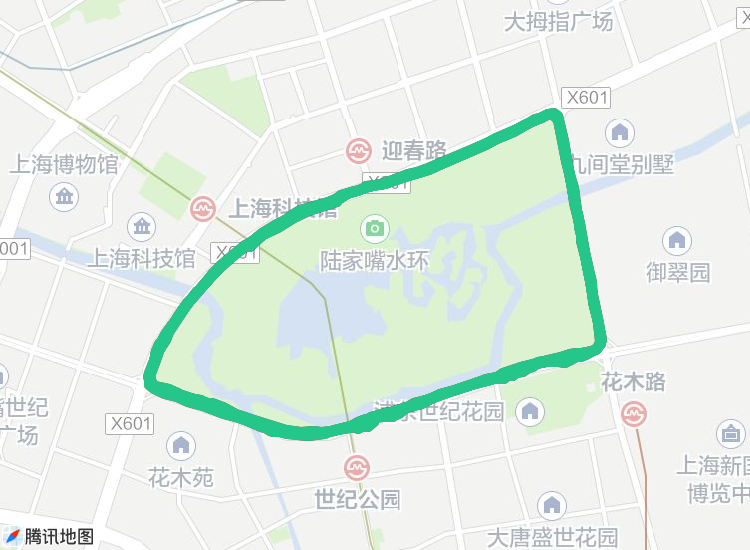 大拇指广场
X601
迎春路
九间堂别墅
上海博物馆
X601
上海科技馆
上海科技馆
001
X601
陆家嘴水环
御翠园
花木路
世纪
广场
X601
浦东世纪花园
花木苑
上海新国
博览中
世纪公园
大唐盛世花园
腾讯地图